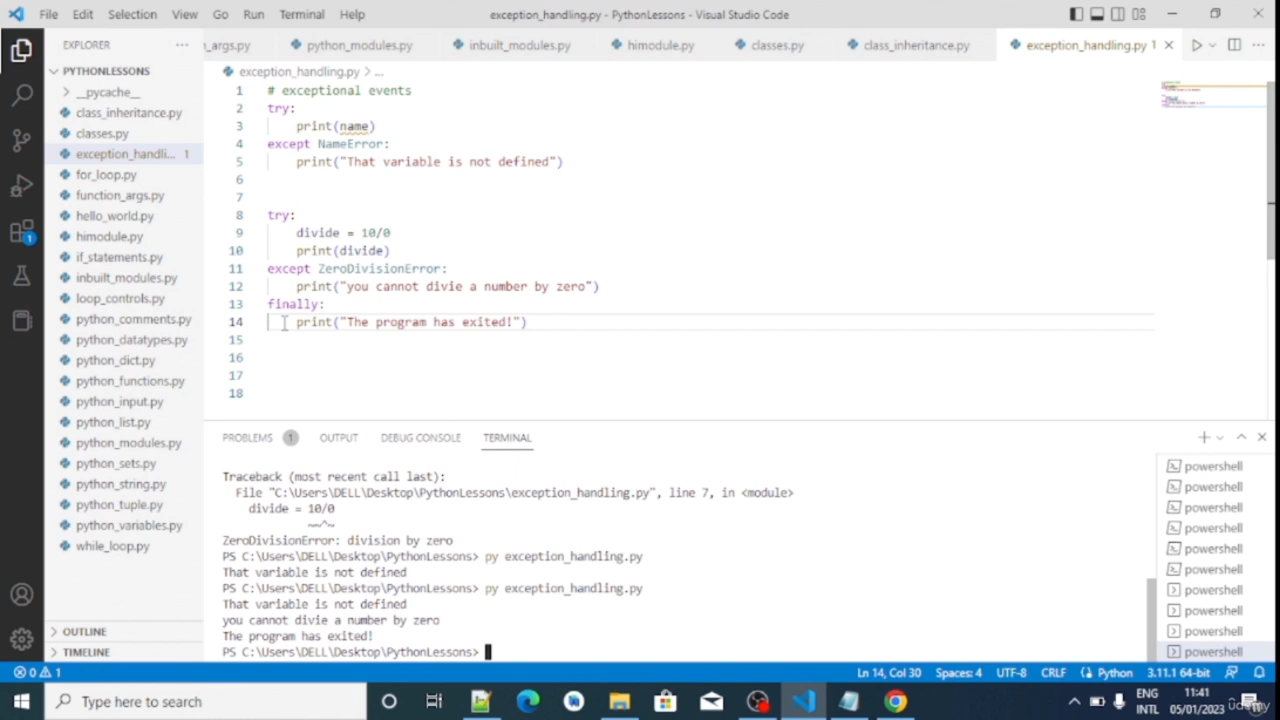 File Edit Selection View Go Run Terminal Help exception_handling.py - PythonLessons - Visual Studio Code
EXPLORER
_args.py python_modules.py inbuilt_modules.py himodule.py classes.py class_inheritance.py exception_handling.py 1
PYTHONLESSONS
__pycache__
class_inheritance.py
classes.py
exception_handli... 1
for_loop.py
function_args.py
hello_world.py
himodule.py
if_statements.py
inbuilt_modules.py
loop_controls.py
python_comments.py
python_datatypes.py
python_dict.py
python_functions.py
python_input.py
python_list.py
python_modules.py
python_sets.py
python_string.py
python_tuple.py
python_variables.py
while_loop.py
OUTLINE
TIMELINE
exception_handling.py > ...
1 # exceptional events
2 try:
3 print(name)
4 except NameError:
5 print("That variable is not defined")
6
7
8 try:
9 divide = 10/0
10 print(divide)
11 except ZeroDivisionError:
12 print("you cannot divie a number by zero")
13 finally:
14 print("The program has exited!")
15
16
17
18
PROBLEMS 1 OUTPUT DEBUG CONSOLE TERMINAL
Traceback (most recent call last):
File "C:\Users\DELL\Desktop\PythonLessons\exception_handling.py", line 7, in <module>
divide = 10/0
~~^~
ZeroDivisionError: division by zero
PS C:\Users\DELL\Desktop\PythonLessons> py exception_handling.py
That variable is not defined
PS C:\Users\DELL\Desktop\PythonLessons> py exception_handling.py
That variable is not defined
you cannot divie a number by zero
The program has exited!
PS C:\Users\DELL\Desktop\PythonLessons>
powershell
powershell
powershell
powershell
powershell
powershell
powershell
powershell
powershell
powershell
0 1 Ln 14, Col 30 Spaces: 4 UTF-8 CRLF Python 3.11.1 64-bit
Type here to search
ENG
INTL
11:41
05/01/2023
udemy